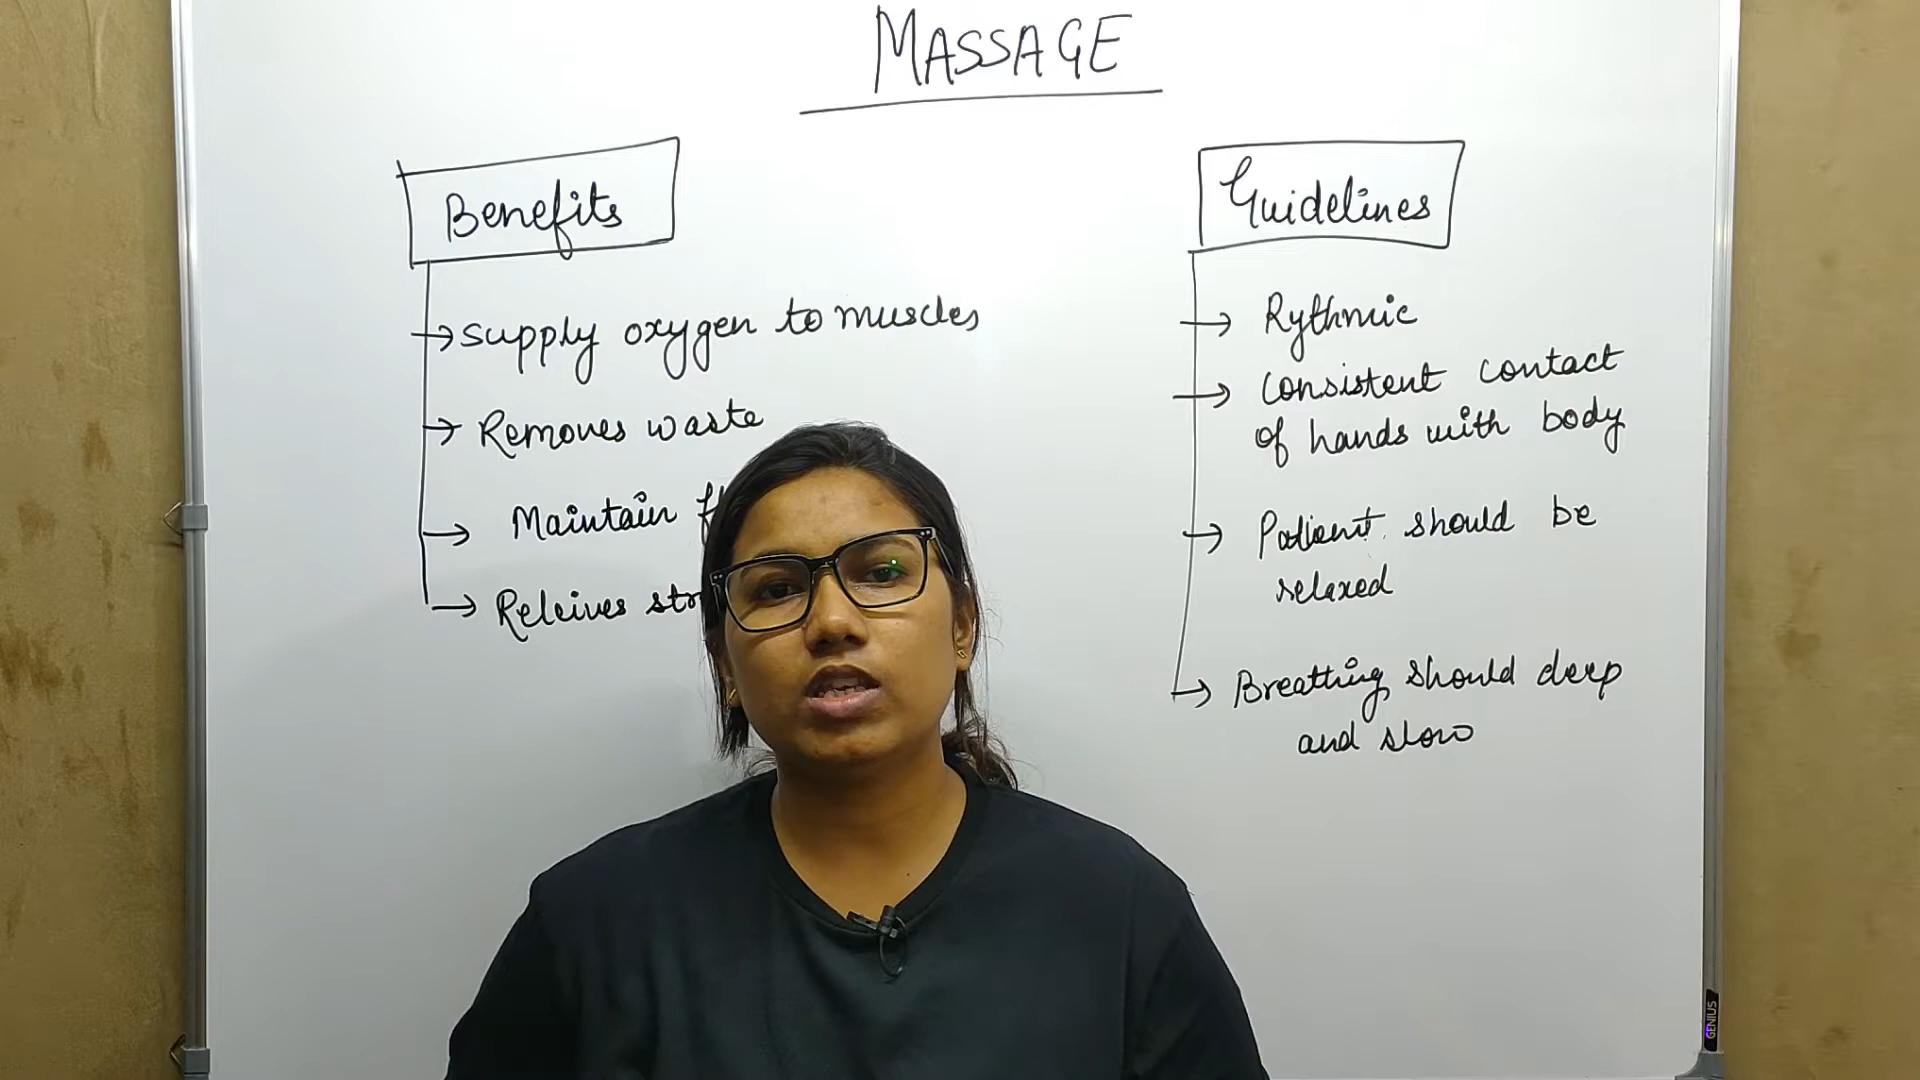 MASSAGE
Benefits
supply oxygen to muscles
Removes waste
Maintain
Releives
Guidelines
Rythmic
Consistent contact
of hands with body
Patient should be
relaxed
Breathing should deep
and slow
GENIUS